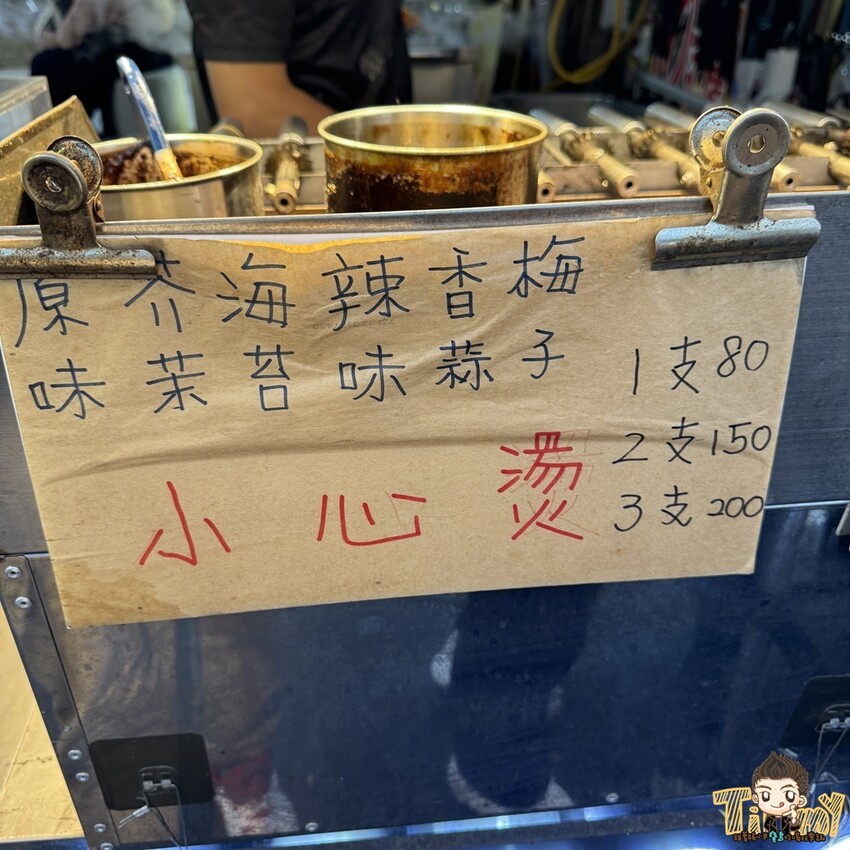 原 芥 海 辣 香 梅
味 茉 苔 味 蒜 子
1支80
2支150
3支200
小心燙
Timmy